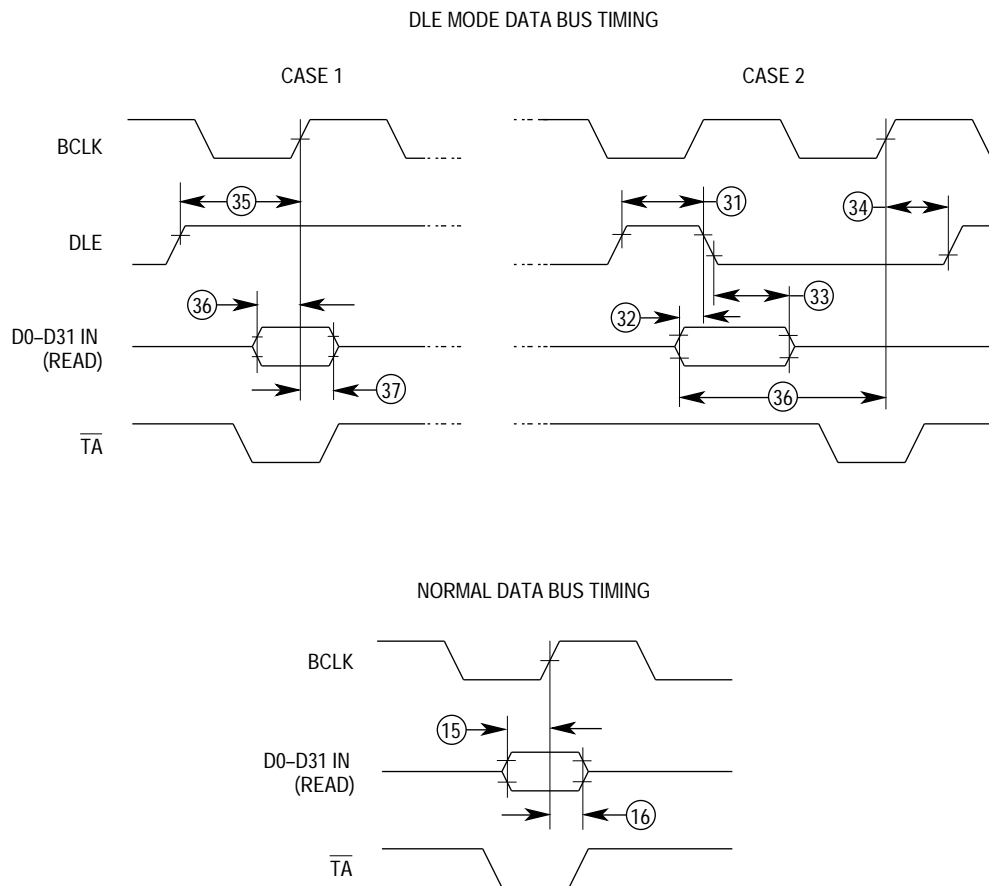 DLE MODE DATA BUS TIMING
CASE 1
CASE 2
BCLK
35
31
34
DLE
36
33
32
D0–D31 IN
(READ)
37
36
TA
NORMAL DATA BUS TIMING
BCLK
15
D0–D31 IN
(READ)
16
TA